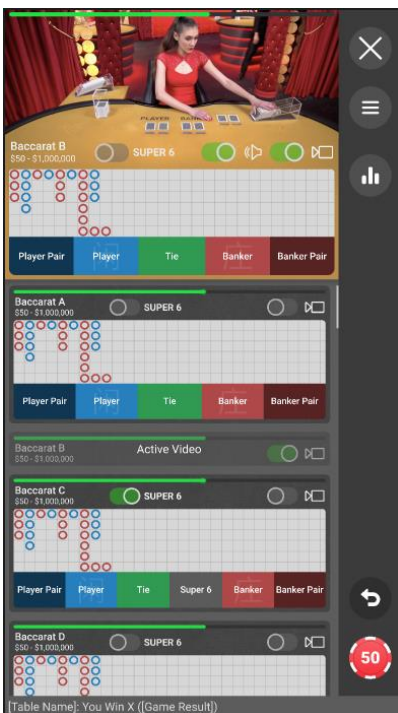 PLAYER BANKER
Baccarat B
$50 - $1,000,000
SUPER 6
Player Pair
Player
Tie
Banker
Banker Pair
Baccarat A
$50 - $1,000,000
SUPER 6
Player Pair
Player
Tie
Banker
Banker Pair
Baccarat B
$50 - $1,000,000
Active Video
Baccarat C
$50 - $1,000,000
SUPER 6
Player Pair
Player
Tie
Super 6
Banker
Banker Pair
Baccarat D
$50 - $1,000,000
SUPER 6
50
[Table Name]: You Win X ([Game Result])